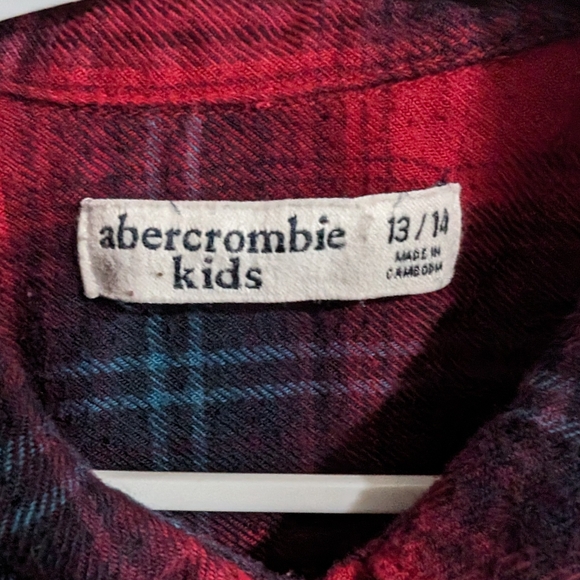 abercrombie
kids
13/14
MADE IN
CAMBODIA